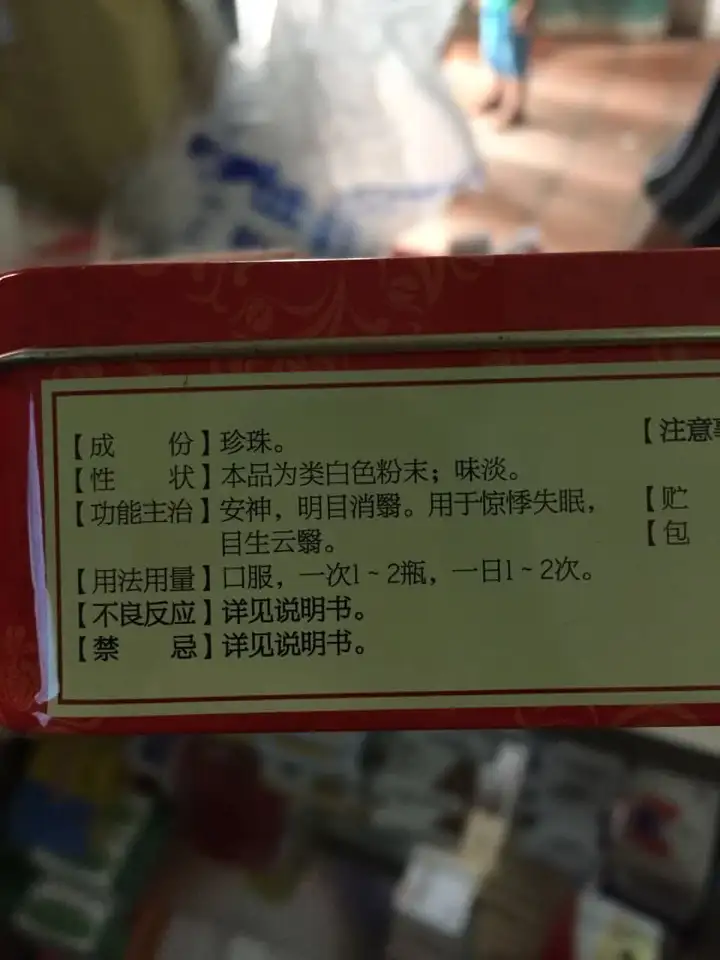 【成 份】珍珠。
【性 状】本品为类白色粉末；味淡。
【功能主治】安神，明目消翳。用于惊悸失眠，
目生云翳。
【用法用量】口服，一次1~2瓶，一日1~2次。
【不良反应】详见说明书。
【禁 忌】详见说明书。
【注意
【贮
【包